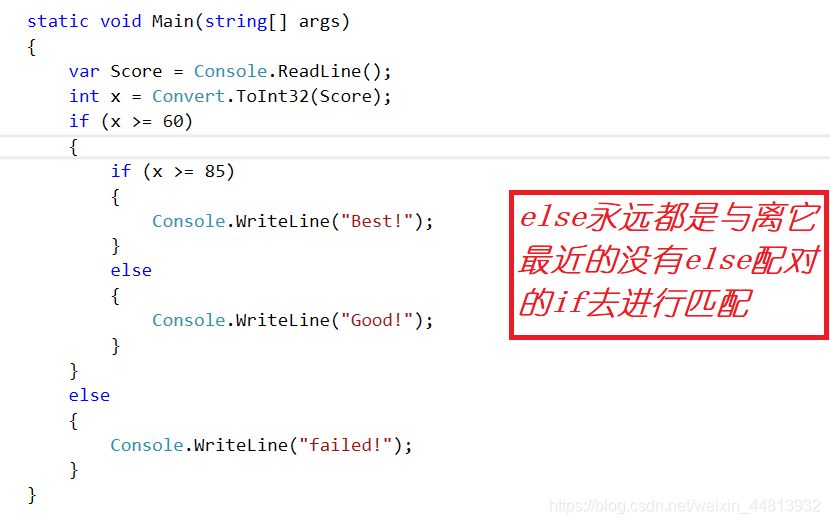 static void Main(string[] args)
{
    var Score = Console.ReadLine();
    int x = Convert.ToInt32(Score);
    if (x >= 60)
    {
        if (x >= 85)
        {
            Console.WriteLine("Best!");
        }
        else
        {
            Console.WriteLine("Good!");
        }
    }
    else
    {
        Console.WriteLine("failed!");
    }
}
else永远都是与离它
最近的没有else配对
的if去进行匹配
https://blog.csdn.net/weixin_44813932